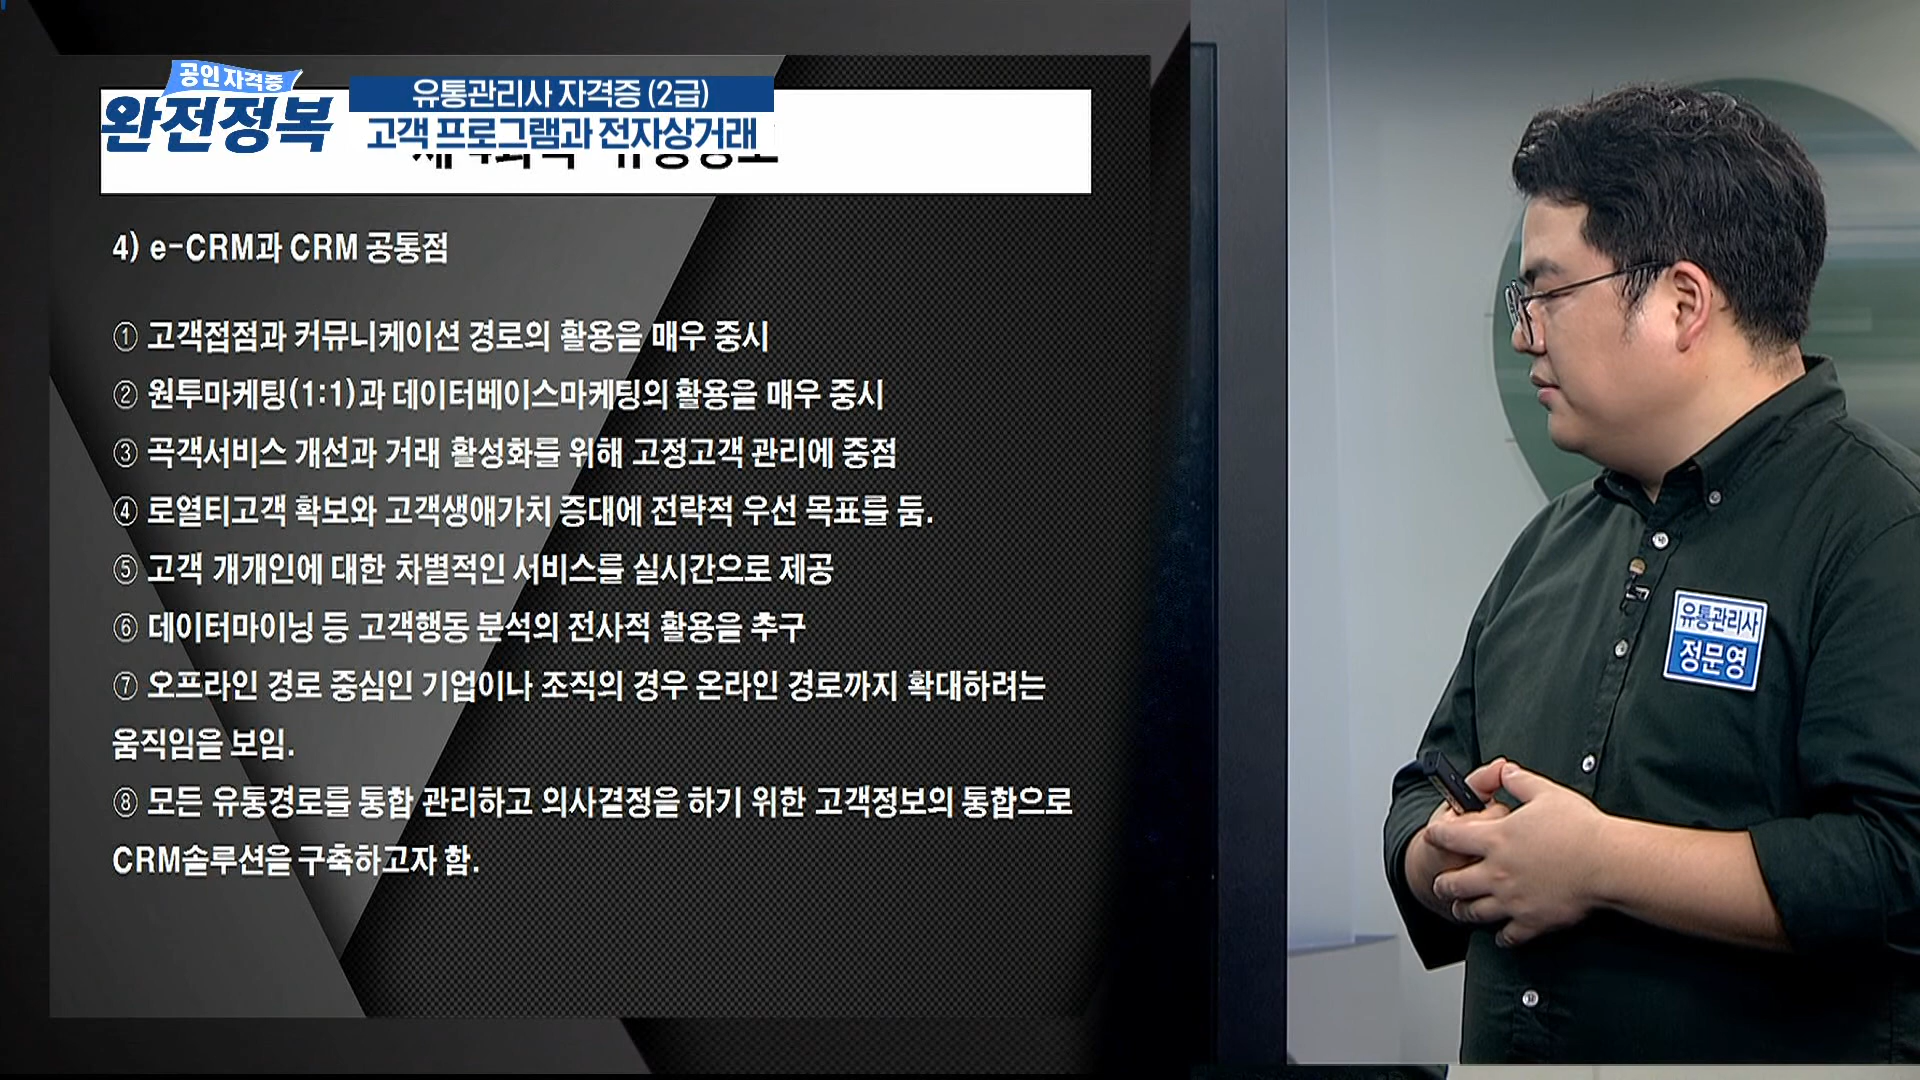 공인 자격증
완전정복
유통관리사 자격증 (2급)
고객 프로그램과 전자상거래
4) e-CRM과 CRM 공통점
① 고객접점과 커뮤니케이션 경로의 활용을 매우 중시
② 원투마케팅(1:1)과 데이터베이스마케팅의 활용을 매우 중시
③ 곡객서비스 개선과 거래 활성화를 위해 고정고객 관리에 중점
④ 로열티고객 확보와 고객생애가치 증대에 전략적 우선 목표를 둠.
⑤ 고객 개개인에 대한 차별적인 서비스를 실시간으로 제공
⑥ 데이터마이닝 등 고객행동 분석의 전사적 활용을 추구
⑦ 오프라인 경로 중심인 기업이나 조직의 경우 온라인 경로까지 확대하려는
움직임을 보임.
⑧ 모든 유통경로를 통합 관리하고 의사결정을 하기 위한 고객정보의 통합으로
CRM솔루션을 구축하고자 함.
유통관리사
정문영